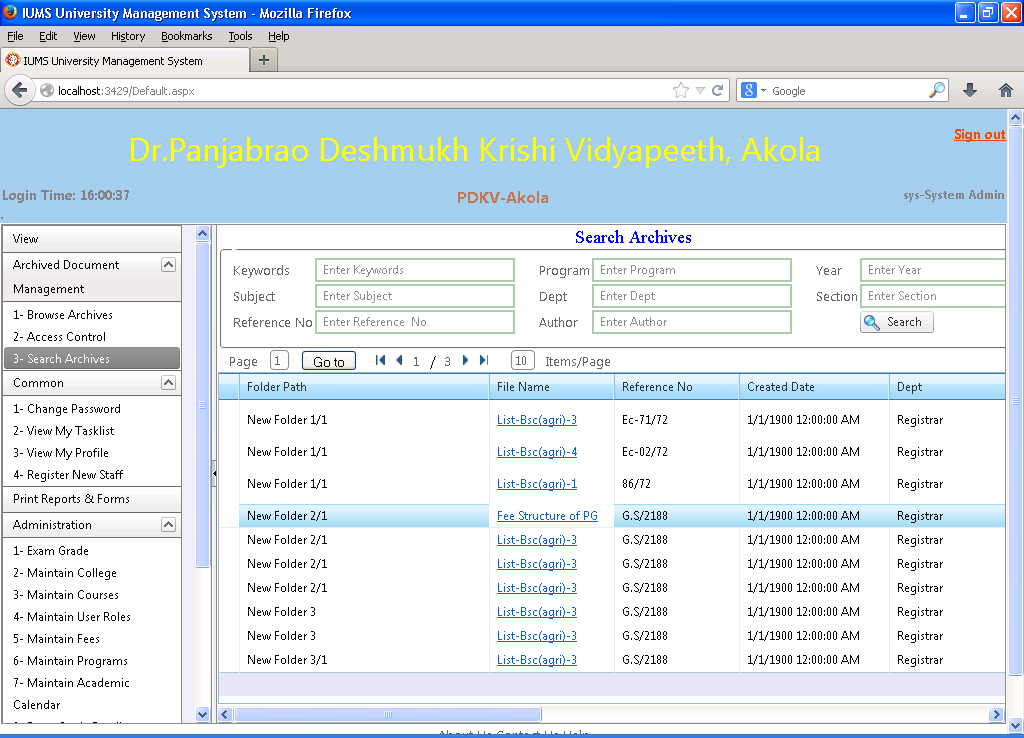 IUMS University Management System - Mozilla Firefox
File Edit View History Bookmarks Tools Help
IUMS University Management System +
localhost:3429/Default.aspx Google
Sign out
Dr.Panjabrao Deshmukh Krishi Vidyapeeth, Akola
Login Time: 16:00:37 PDKV-Akola sys-System Admin
View
Archived Document
Management
1- Browse Archives
2- Access Control
3- Search Archives
Common
1- Change Password
2- View My Tasklist
3- View My Profile
4- Register New Staff
Print Reports & Forms
Administration
1- Exam Grade
2- Maintain College
3- Maintain Courses
4- Maintain User Roles
5- Maintain Fees
6- Maintain Programs
7- Maintain Academic
Calendar
Search Archives
Keywords Enter Keywords Program Enter Program Year Enter Year
Subject Enter Subject Dept Enter Dept Section Enter Section
Reference No Enter Reference No Author Enter Author Search
Page 1 Go to 1 / 3 10 Items/Page
Folder Path File Name Reference No Created Date Dept
New Folder 1/1 List-Bsc(agri)-3 Ec-71/72 1/1/1900 12:00:00 AM Registrar
New Folder 1/1 List-Bsc(agri)-4 Ec-02/72 1/1/1900 12:00:00 AM Registrar
New Folder 1/1 List-Bsc(agri)-1 86/72 1/1/1900 12:00:00 AM Registrar
New Folder 2/1 Fee Structure of PG G.S/2188 1/1/1900 12:00:00 AM Registrar
New Folder 2/1 List-Bsc(agri)-3 G.S/2188 1/1/1900 12:00:00 AM Registrar
New Folder 2/1 List-Bsc(agri)-3 G.S/2188 1/1/1900 12:00:00 AM Registrar
New Folder 2/1 List-Bsc(agri)-3 G.S/2188 1/1/1900 12:00:00 AM Registrar
New Folder 3 List-Bsc(agri)-3 G.S/2188 1/1/1900 12:00:00 AM Registrar
New Folder 3 List-Bsc(agri)-3 G.S/2188 1/1/1900 12:00:00 AM Registrar
New Folder 3/1 List-Bsc(agri)-3 G.S/2188 1/1/1900 12:00:00 AM Registrar
About Us Contact Us Help